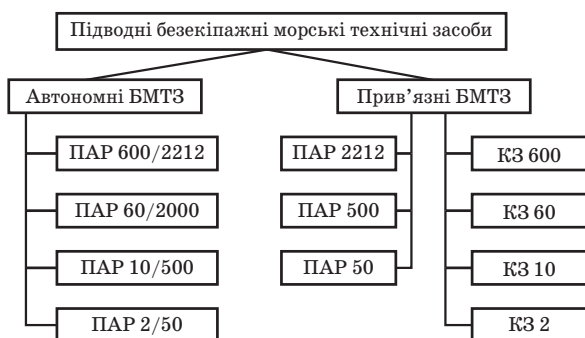 Підводні безекіпажні морські технічні засоби
Автономні БМТЗ
Прив’язні БМТЗ
ПАР 600/2212
ПАР 2212
КЗ 600
ПАР 60/2000
ПАР 500
КЗ 60
ПАР 10/500
ПАР 50
КЗ 10
ПАР 2/50
КЗ 2